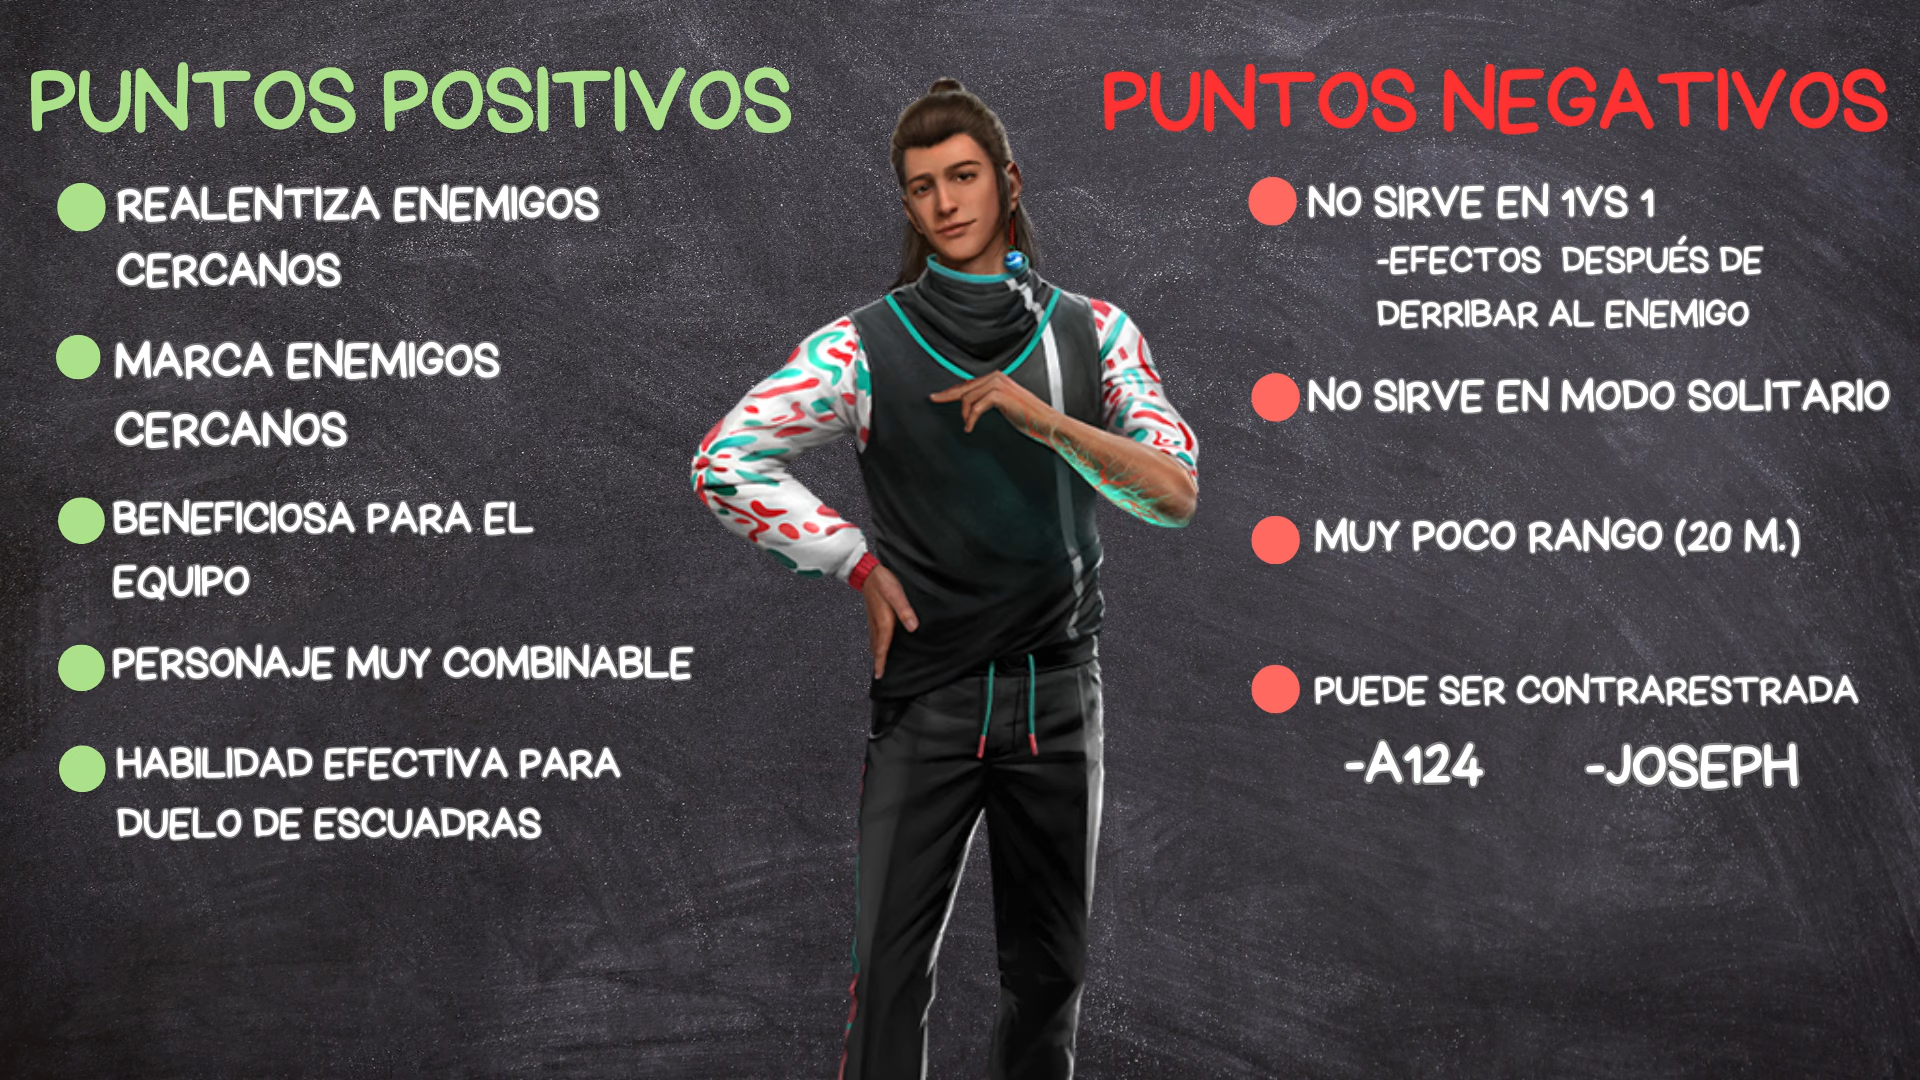 PUNTOS POSITIVOS
REALENTIZA ENEMIGOS
CERCANOS
MARCA ENEMIGOS
CERCANOS
BENEFICIOSA PARA EL
EQUIPO
PERSONAJE MUY COMBINABLE
HABILIDAD EFECTIVA PARA
DUELO DE ESCUADRAS
PUNTOS NEGATIVOS
NO SIRVE EN 1VS 1
-EFECTOS DESPUÉS DE
DERRIBAR AL ENEMIGO
NO SIRVE EN MODO SOLITARIO
MUY POCO RANGO (20 M.)
PUEDE SER CONTRARESTRADA
-A124 -JOSEPH